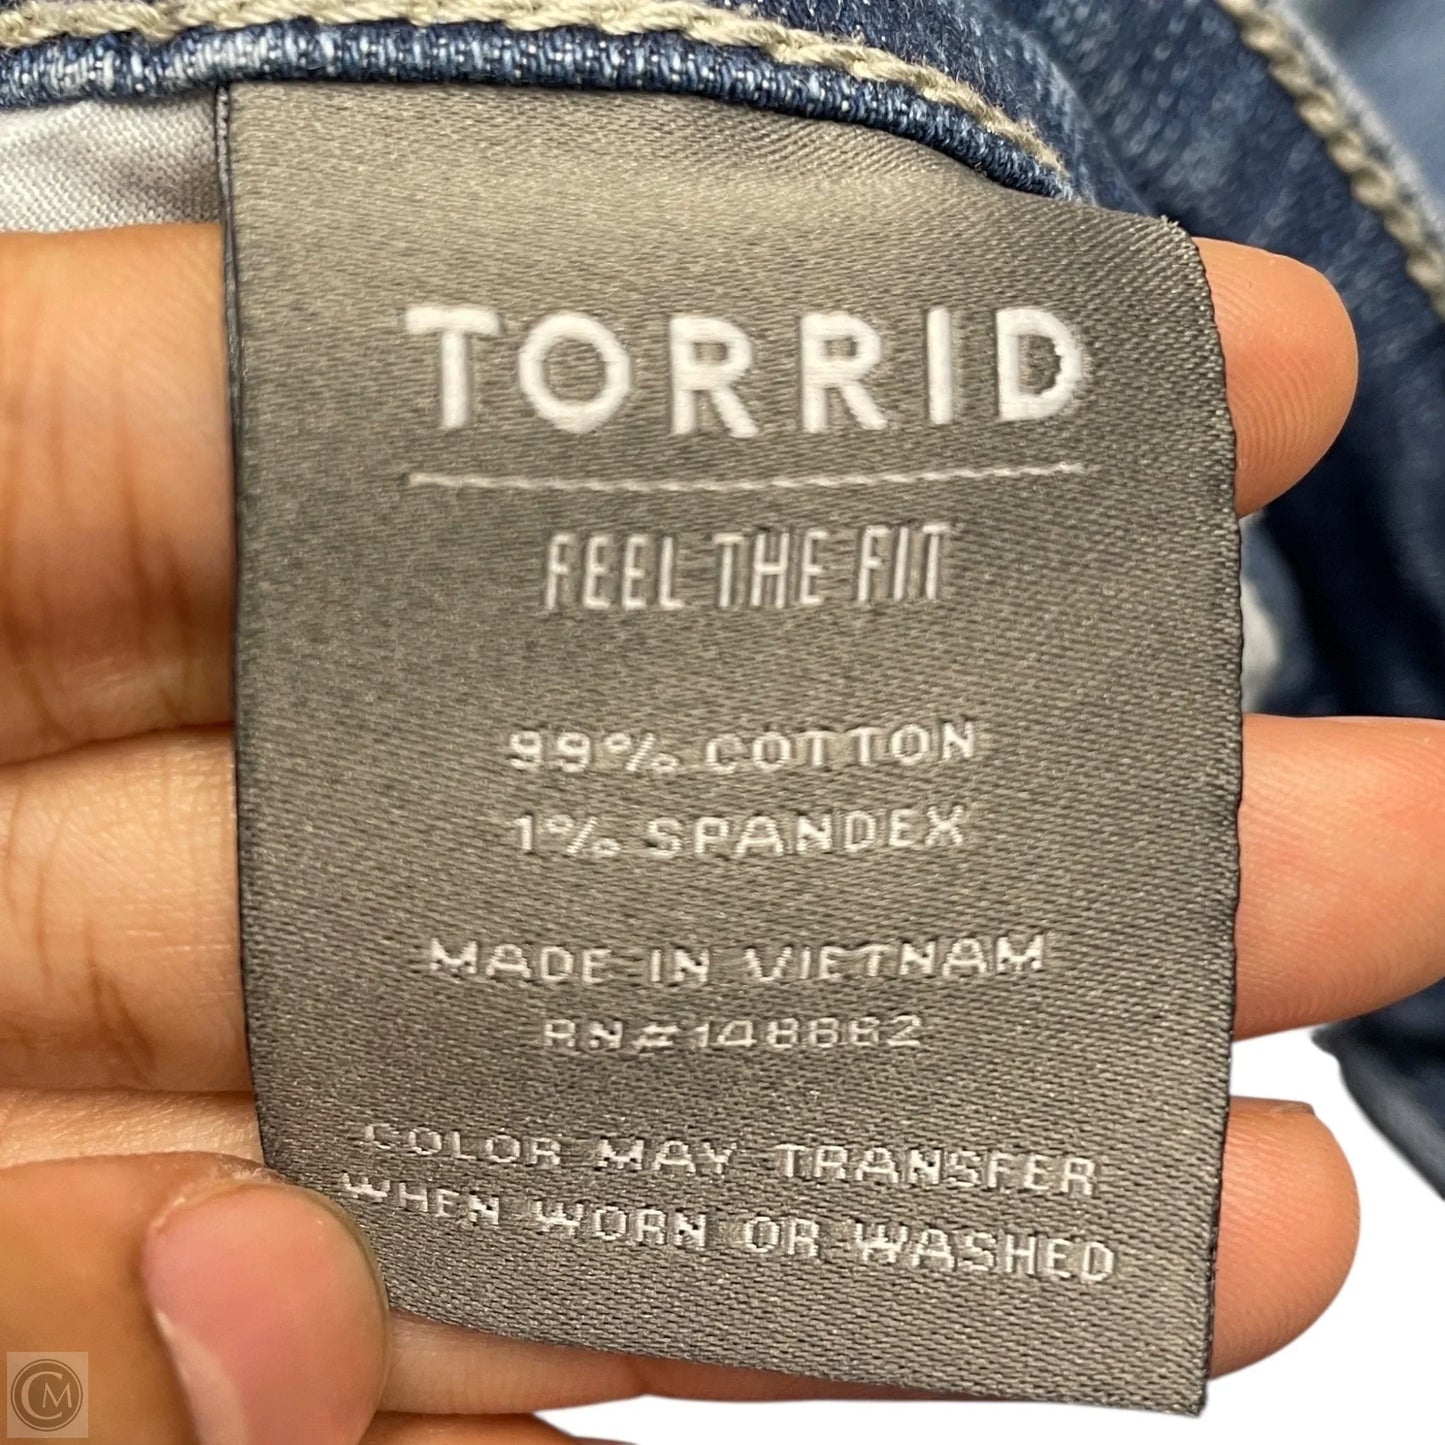 TORRID
FEEL THE FIT
99% COTTON
1% SPANDEX
MADE IN VIETNAM
RN#148882
COLOR MAY TRANSFER
WHEN WORN OR WASHED
CM